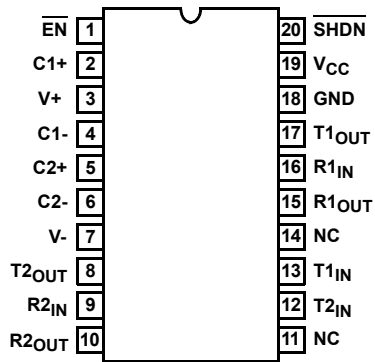 EN 1 20 SHDN
C1+ 2 19 VCC
V+ 3 18 GND
C1- 4 17 T1OUT
C2+ 5 16 R1IN
C2- 6 15 R1OUT
V- 7 14 NC
T2OUT 8 13 T1IN
R2IN 9 12 T2IN
R2OUT 10 11 NC